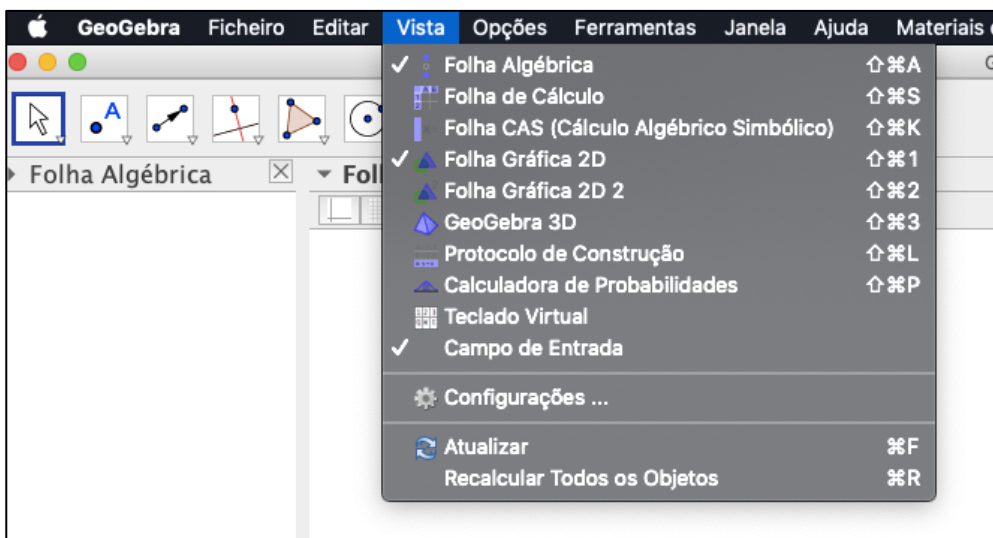 GeoGebra Ficheiro Editar Vista Opções Ferramentas Janela Ajuda Materiais
A
Folha Algébrica
Folha Algébrica ⇧⌘A
Folha de Cálculo ⇧⌘S
Folha CAS (Cálculo Algébrico Simbólico) ⇧⌘K
Folha Gráfica 2D ⇧⌘1
Folha Gráfica 2D 2 ⇧⌘2
GeoGebra 3D ⇧⌘3
Protocolo de Construção ⇧⌘L
Calculadora de Probabilidades ⇧⌘P
Teclado Virtual
Campo de Entrada
Configurações ...
Atualizar ⌘F
Recalcular Todos os Objetos ⌘R